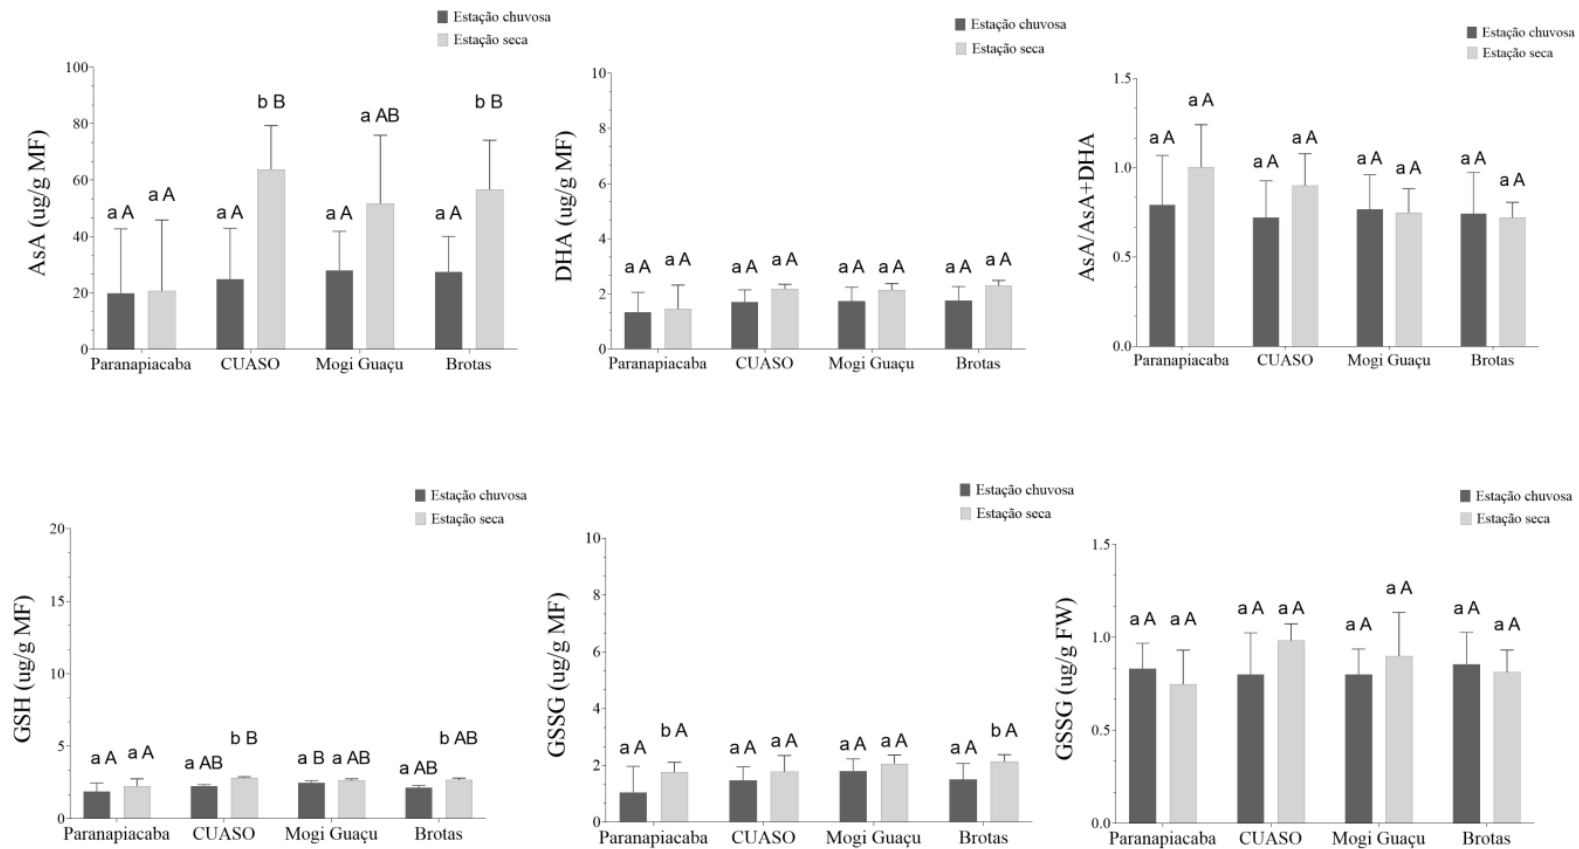 Estação chuvosa
Estação seca
AsA (ug/g MF)
100
80
60
40
20
0
a A
a A
a A
b B
a A
a AB
a A
b B
Paranapiacaba CUASO Mogi Guaçu Brotas
Estação chuvosa
Estação seca
DHA (ug/g MF)
10
8
6
4
2
0
a A
a A
a A
a A
a A
a A
a A
a A
Paranapiacaba CUASO Mogi Guaçu Brotas
Estação chuvosa
Estação seca
AsA/AsA+DHA
1.5
1.0
0.5
0.0
a A
a A
a A
a A
a A
a A
a A
a A
Paranapiacaba CUASO Mogi Guaçu Brotas
Estação chuvosa
Estação seca
GSH (ug/g MF)
20
15
10
5
0
a A
a A
a AB
b B
a B
a AB
a AB
b AB
Paranapiacaba CUASO Mogi Guaçu Brotas
Estação chuvosa
Estação seca
GSSG (ug/g MF)
10
8
6
4
2
0
a A
b A
a A
a A
a A
a A
a A
b A
Paranapiacaba CUASO Mogi Guaçu Brotas
Estação chuvosa
Estação seca
GSSG (ug/g FW)
1.5
1.0
0.5
0.0
a A
a A
a A
a A
a A
a A
a A
a A
Paranapiacaba CUASO Mogi Guaçu Brotas